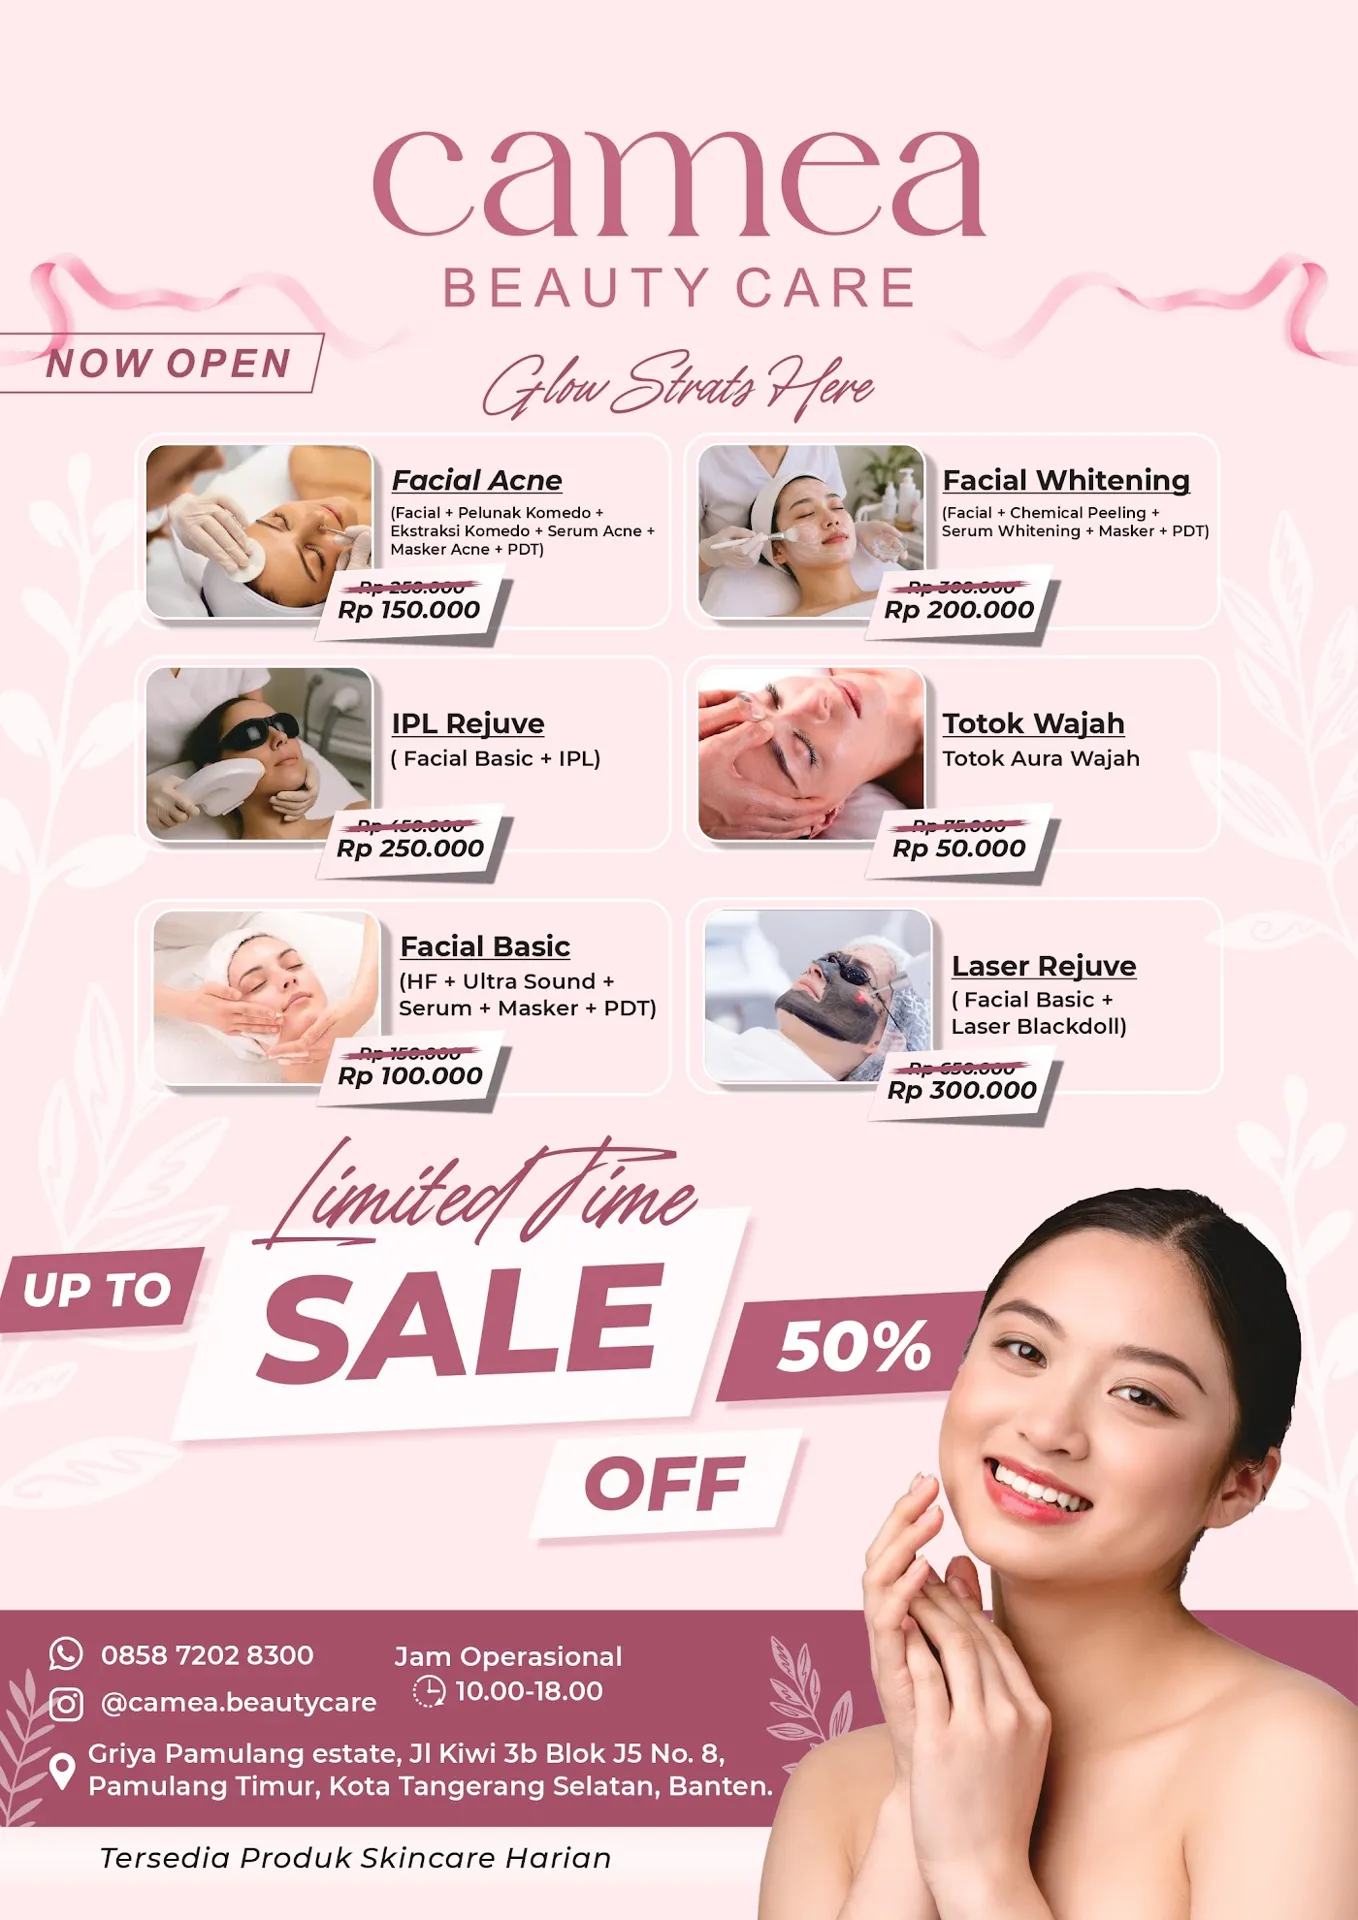 camea
BEAUTY CARE
NOW OPEN
Glow Strats Here
Facial Acne
(Facial + Pelunak Komedo +
Ekstraksi Komedo + Serum Acne +
Masker Acne + PDT)
Rp 250.000
Rp 150.000
Facial Whitening
(Facial + Chemical Peeling +
Serum Whitening + Masker + PDT)
Rp 300.000
Rp 200.000
IPL Rejuve
( Facial Basic + IPL)
Rp 450.000
Rp 250.000
Totok Wajah
Totok Aura Wajah
Rp 75.000
Rp 50.000
Facial Basic
(HF + Ultra Sound +
Serum + Masker + PDT)
Rp 150.000
Rp 100.000
Laser Rejuve
( Facial Basic +
Laser Blackdoll)
Rp 650.000
Rp 300.000
Limited Time
UP TO
SALE
50%
OFF
0858 7202 8300
@camea.beautycare
Jam Operasional
10.00-18.00
Griya Pamulang estate, Jl Kiwi 3b Blok J5 No. 8,
Pamulang Timur, Kota Tangerang Selatan, Banten.
Tersedia Produk Skincare Harian